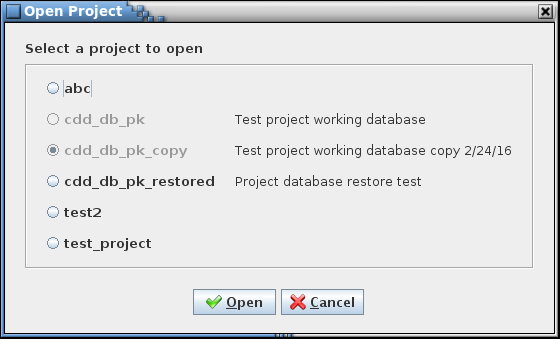 Open Project
Select a project to open
abc
cdd_db_pk Test project working database
cdd_db_pk_copy Test project working database copy 2/24/16
cdd_db_pk_restored Project database restore test
test2
test_project
Open Cancel